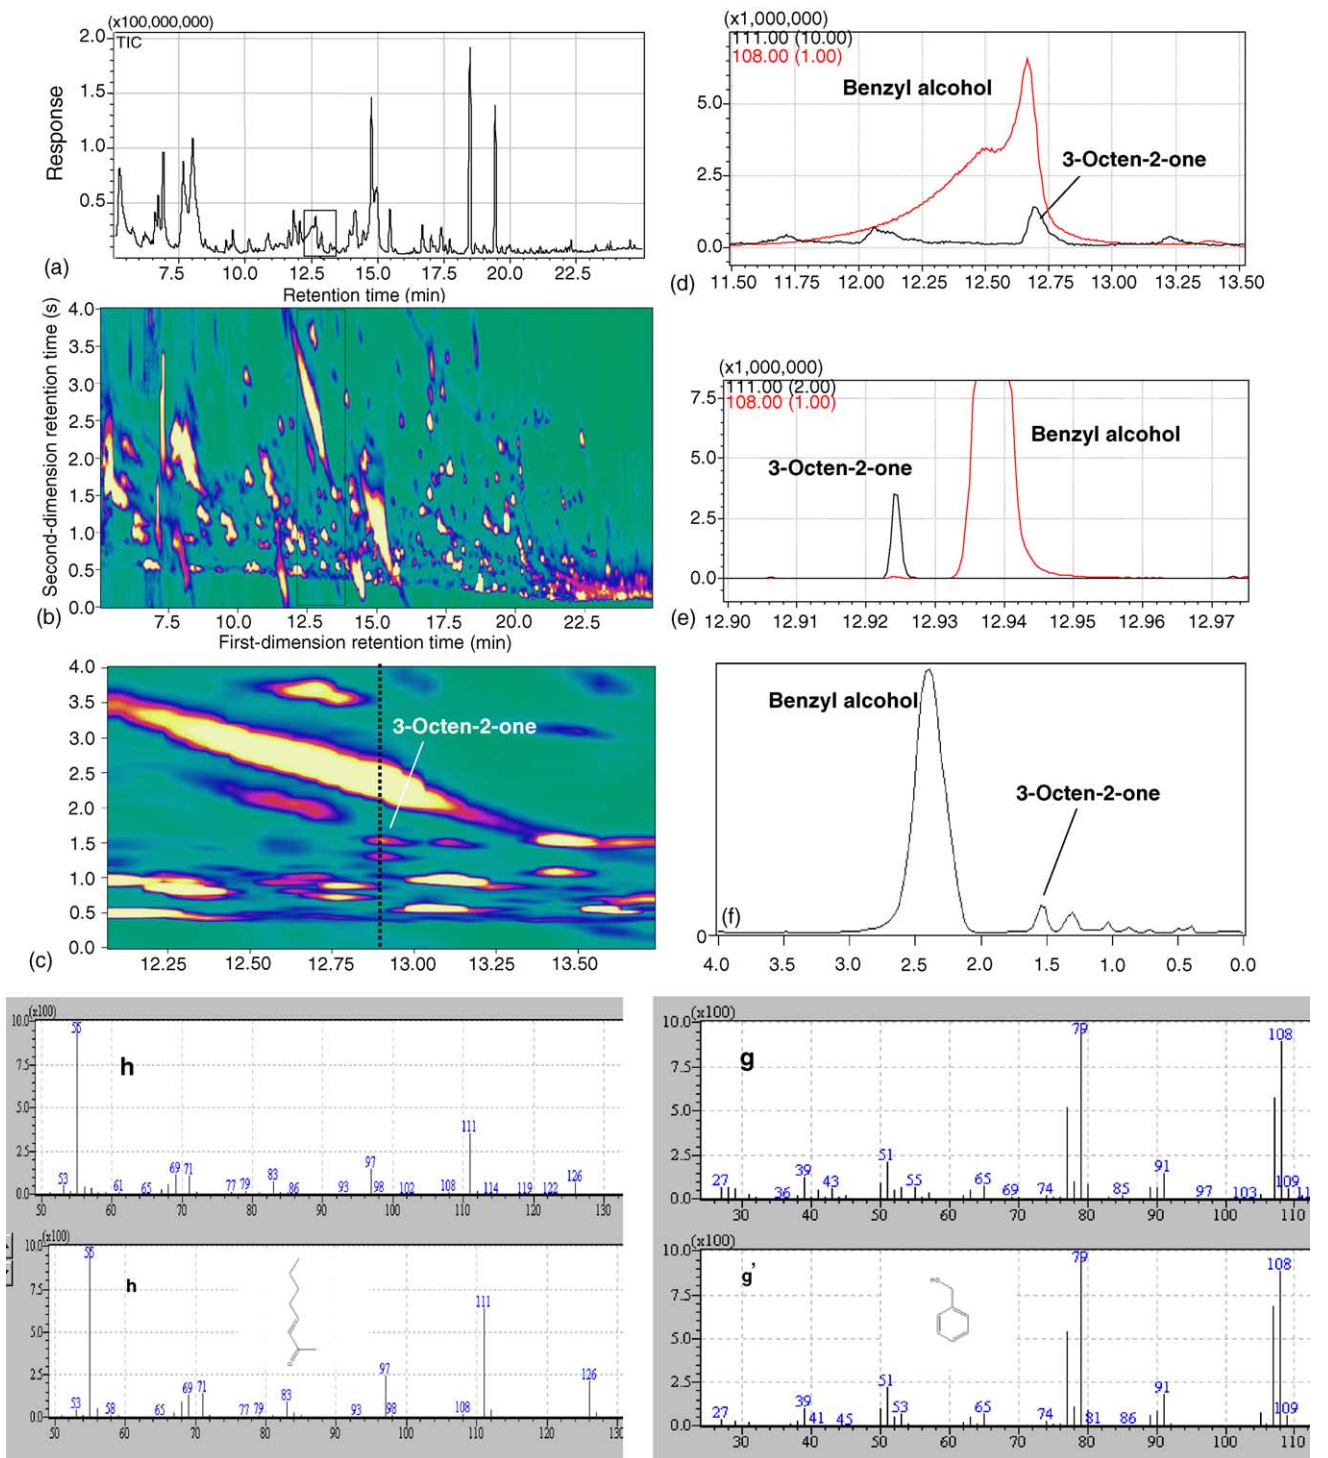 (x100,000,000)
TIC
2.0
1.5
1.0
0.5
Response
7.5 10.0 12.5 15.0 17.5 20.0 22.5
(a)
Retention time (min)
(x1,000,000)
111.00 (10.00)
108.00 (1.00)
Benzyl alcohol
5.0
3-Octen-2-one
2.5
0.0
11.50 11.75 12.00 12.25 12.50 12.75 13.00 13.25 13.50
(d)
Second-dimension retention time (s)
4.0
3.5
3.0
2.5
2.0
1.5
1.0
0.5
0.0
(b)
7.5 10.0 12.5 15.0 17.5 20.0 22.5
First-dimension retention time (min)
(x1,000,000)
111.00 (2.00)
108.00 (1.00)
7.5
Benzyl alcohol
5.0
3-Octen-2-one
2.5
0.0
(e)
12.90 12.91 12.92 12.93 12.94 12.95 12.96 12.97
4.0
3.5
3-Octen-2-one
3.0
2.5
2.0
1.5
1.0
0.5
0.0
(c)
12.25 12.50 12.75 13.00 13.25 13.50
Benzyl alcohol
3-Octen-2-one
(f)
0
4.0 3.5 3.0 2.5 2.0 1.5 1.0 0.5 0.0
(x100)
10.0
55
h
7.5
5.0
111
2.5
97
53 61 65 69 71 77 79 83 86 93 98 102 108 114 119 122 126
0.0
50 60 70 80 90 100 110 120 130
(x100)
10.0
79
108
g
7.5
5.0
2.5
51
27 36 39 43 55 65 69 74 85 91 97 103 109 11
0.0
30 40 50 60 70 80 90 100 110
(x100)
10.0
55
h
7.5
111
5.0
2.5
97
126
53 58 65 69 71 77 79 83 93 98 108
0.0
50 60 70 80 90 100 110 120 130
(x100)
10.0
79
108
g'
HO
7.5
5.0
2.5
51
27 39 41 45 53 65 74 81 86 91 109
0.0
30 40 50 60 70 80 90 100 110